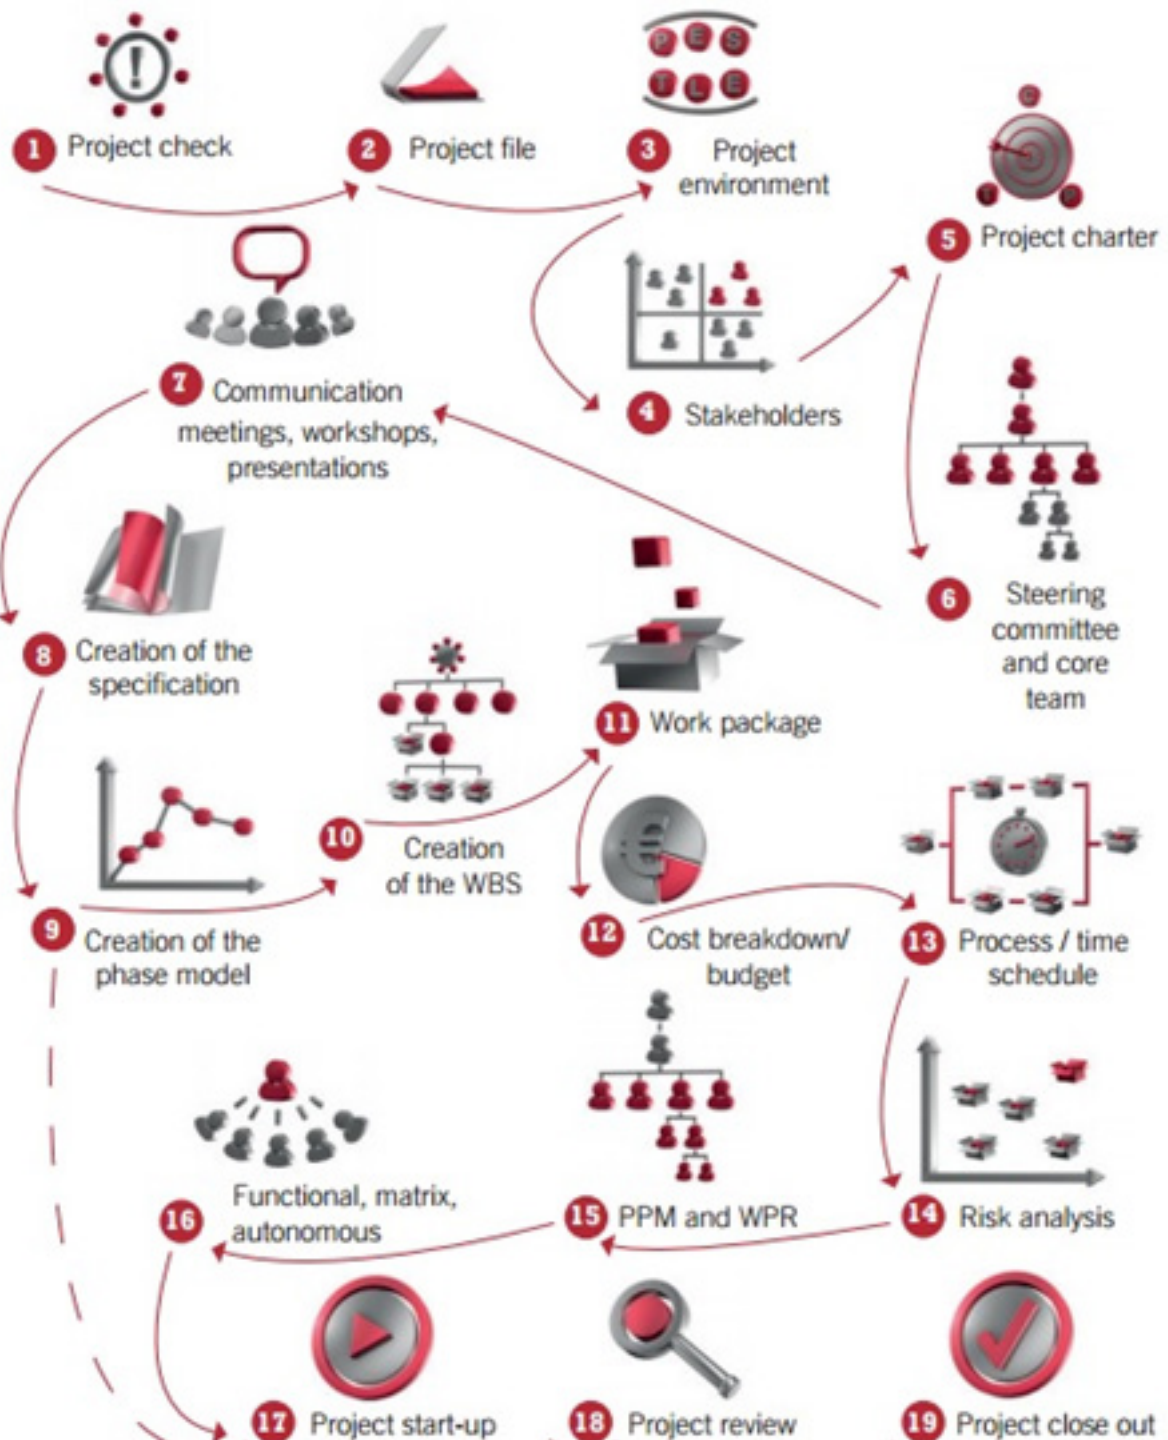 !
1 Project check
2 Project file
P E S
T L E
3 Project
environment
4 Stakeholders
C
T P
5 Project charter
6 Steering
committee
and core
team
7 Communication
meetings, workshops,
presentations
8 Creation of the
specification
9 Creation of the
phase model
10 Creation
of the WBS
11 Work package
€
12 Cost breakdown/
budget
13 Process / time
schedule
14 Risk analysis
15 PPM and WPR
16 Functional, matrix,
autonomous
17 Project start-up
18 Project review
19 Project close out